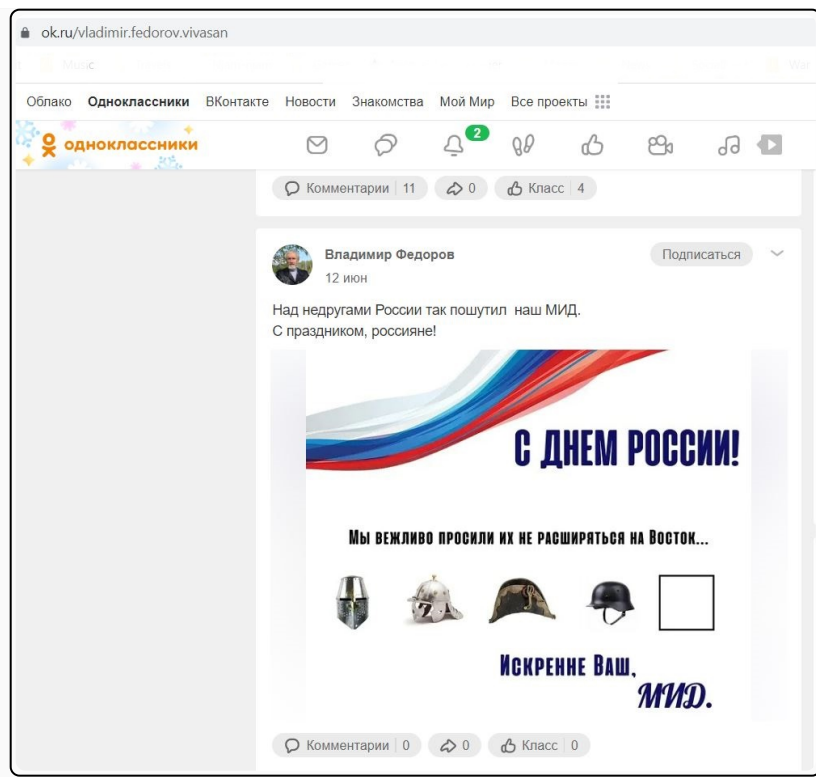 ok.ru/vladimir.fedorov.vivasan
Облако Одноклассники ВКонтакте Новости Знакомства Мой Мир Все проекты
одноклассники 2
Комментарии 11 0 Класс 4
Владимир Федоров Подписаться
12 июн
Над недругами России так пошутил наш МИД.
С праздником, россияне!
С ДНЕМ РОССИИ!
Мы вежливо просили их не расширяться на Восток...
Искренне Ваш,
МИД.
Комментарии 0 0 Класс 0